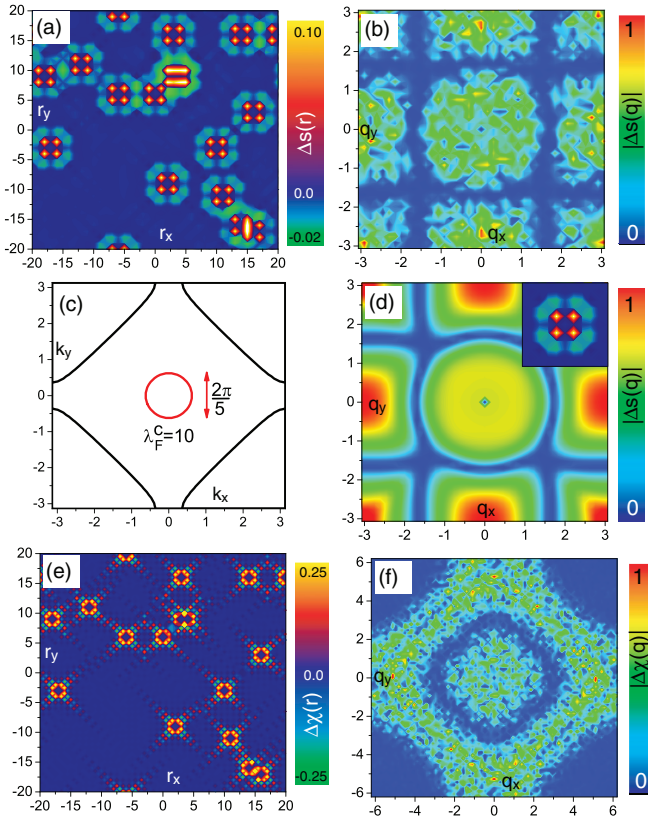 (a)
20
15
10
5
0
-5
-10
-15
-20
r_y
r_x
-20 -15 -10 -5 0 5 10 15 20
0.10
0.0
-0.02
Δs(r)
(b)
3
2
1
0
-1
-2
-3
q_y
q_x
-3 -2 -1 0 1 2 3
1
0
|Δs(q)|
(c)
3
2
1
0
-1
-2
-3
k_y
k_x
λ_F^c=10
2π
5
-3 -2 -1 0 1 2 3
(d)
3
2
1
0
-1
-2
-3
q_y
q_x
-3 -2 -1 0 1 2 3
1
0
|Δs(q)|
(e)
20
15
10
5
0
-5
-10
-15
-20
r_y
r_x
-20 -15 -10 -5 0 5 10 15 20
0.25
0.0
-0.25
Δχ(r)
(f)
6
4
2
0
-2
-4
-6
q_y
q_x
-6 -4 -2 0 2 4 6
1
0
|Δχ(q)|